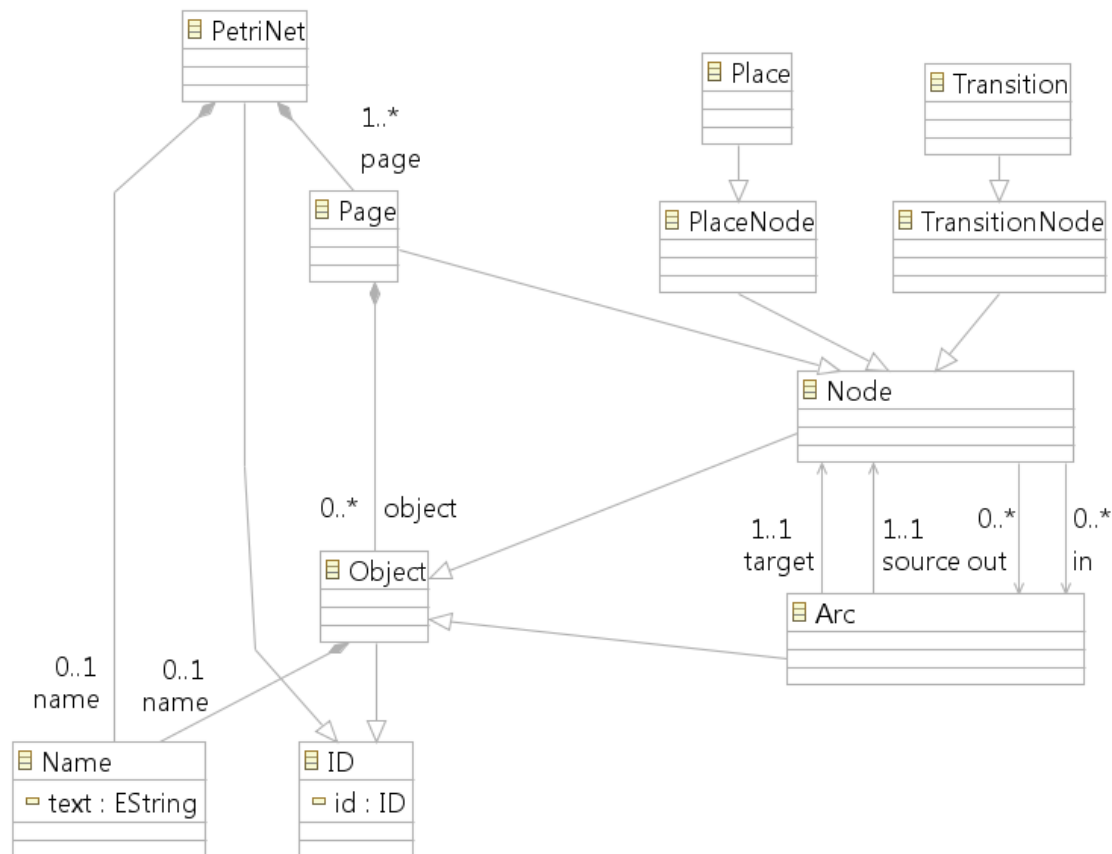 PetriNet
Place
Transition
1..*
page
Page
PlaceNode
TransitionNode
Node
0..* object
1..1
target
1..1
source out
0..*
0..*
in
Object
Arc
0..1
name
0..1
name
Name
text : EString
ID
id : ID